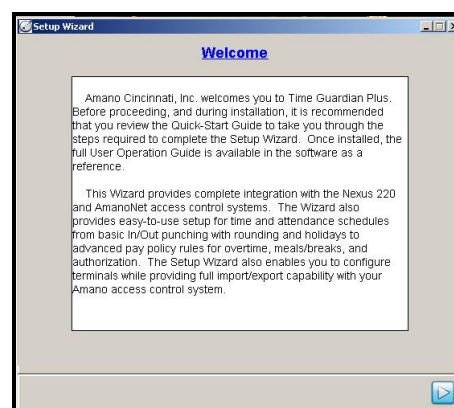 Setup Wizard
Welcome
Amano Cincinnati, Inc. welcomes you to Time Guardian Plus.
Before proceeding, and during installation, it is recommended
that you review the Quick-Start Guide to take you through the
steps required to complete the Setup Wizard.  Once installed, the
full User Operation Guide is available in the software as a
reference.
This Wizard provides complete integration with the Nexus 220
and AmanoNet access control systems.  The Wizard also
provides easy-to-use setup for time and attendance schedules
from basic In/Out punching with rounding and holidays to
advanced pay policy rules for overtime, meals/breaks, and
authorization.  The Setup Wizard also enables you to configure
terminals while providing full import/export capability with your
Amano access control system.